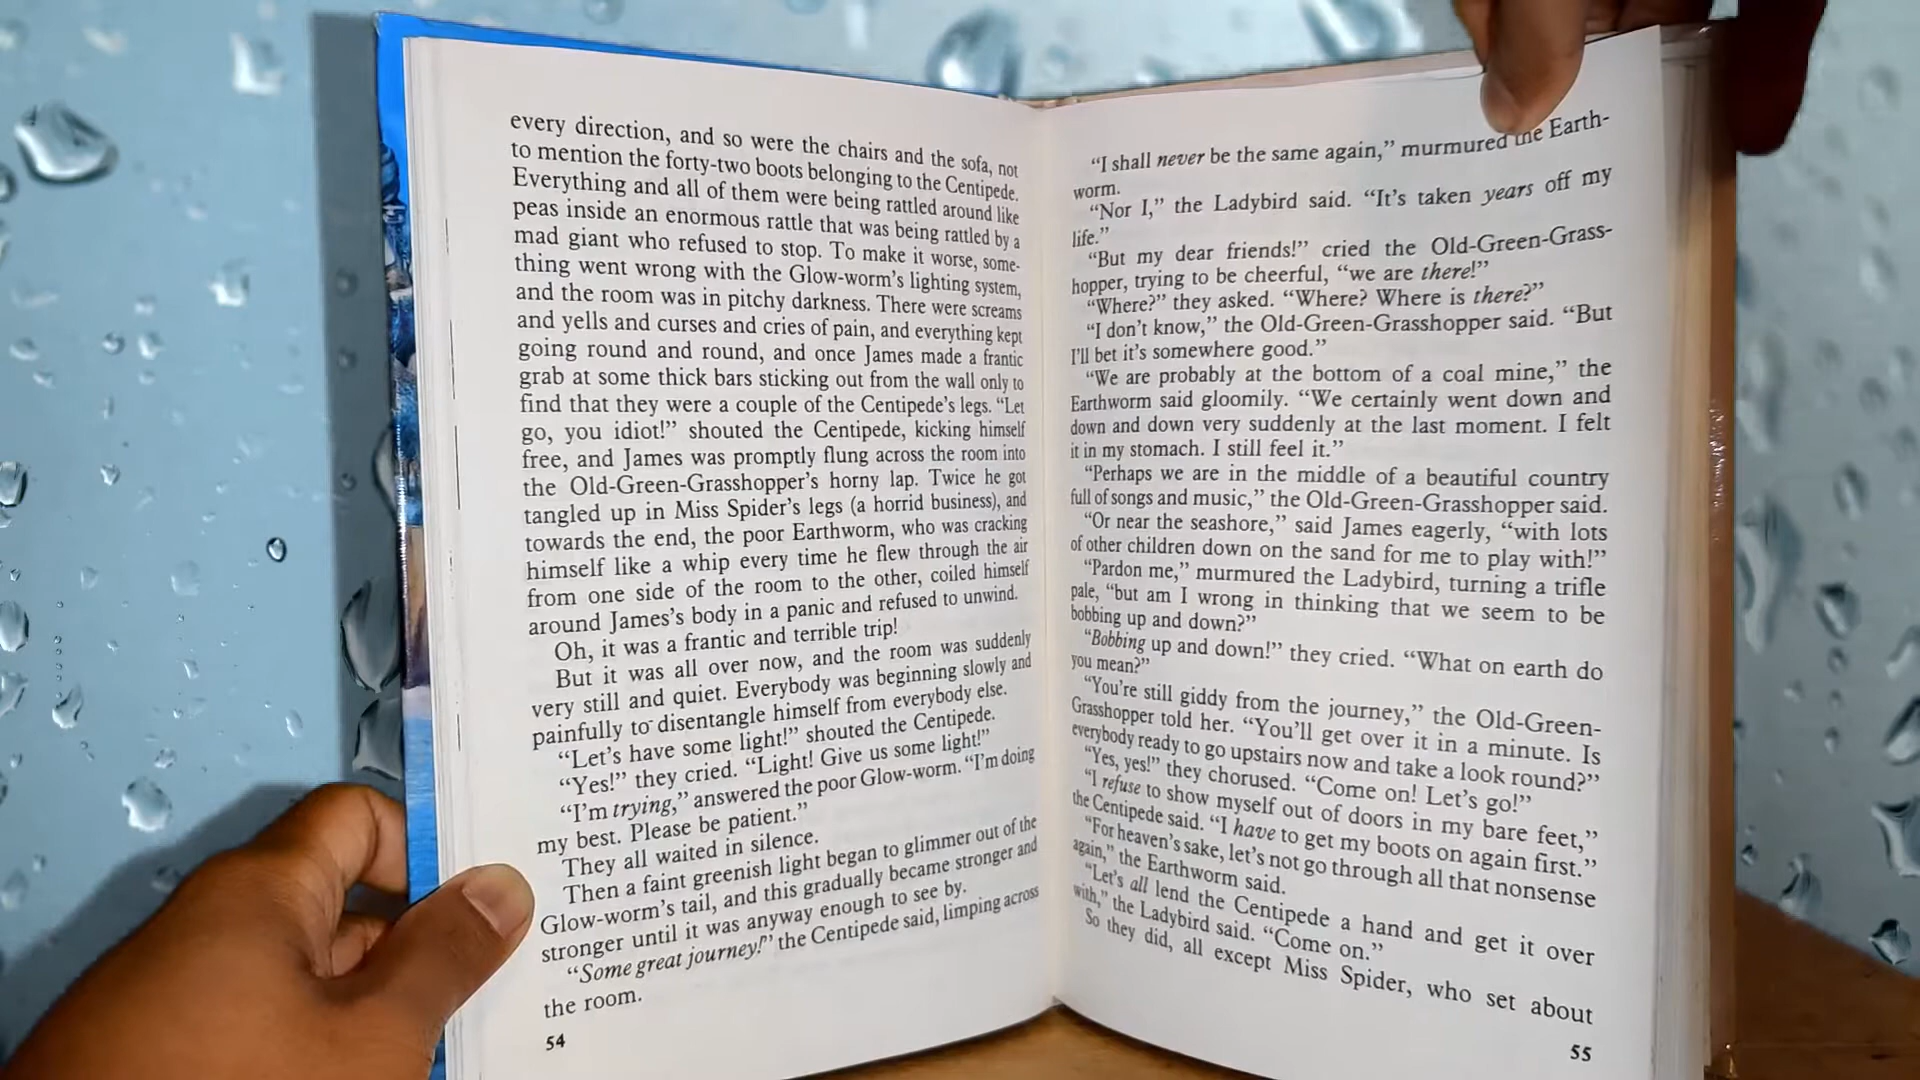 every direction, and so were the chairs and the sofa, not
to mention the forty-two boots belonging to the Centipede.
Everything and all of them were being rattled around like
peas inside an enormous rattle that was being rattled by a
mad giant who refused to stop. To make it worse, some-
thing went wrong with the Glow-worm's lighting system,
and the room was in pitchy darkness. There were screams
and yells and curses and cries of pain, and everything kept
going round and round, and once James made a frantic
grab at some thick bars sticking out from the wall only to
find that they were a couple of the Centipede's legs. “Let
go, you idiot!” shouted the Centipede, kicking himself
free, and James was promptly flung across the room into
the Old-Green-Grasshopper's horny lap. Twice he got
tangled up in Miss Spider's legs (a horrid business), and
towards the end, the poor Earthworm, who was cracking
himself like a whip every time he flew through the air
from one side of the room to the other, coiled himself
around James's body in a panic and refused to unwind.
Oh, it was a frantic and terrible trip!
But it was all over now, and the room was suddenly
very still and quiet. Everybody was beginning slowly and
painfully to disentangle himself from everybody else.
“Let's have some light!” shouted the Centipede.
“Yes!” they cried. “Light! Give us some light!”
“I'm trying,” answered the poor Glow-worm. “I'm doing
my best. Please be patient.”
They all waited in silence.
Then a faint greenish light began to glimmer out of the
Glow-worm's tail, and this gradually became stronger and
stronger until it was anyway enough to see by.
“Some great journey!” the Centipede said, limping across
the room.
54
“I shall never be the same again,” murmured the Earth-
worm.
“Nor I,” the Ladybird said. “It's taken years off my
life.”
“But my dear friends!” cried the Old-Green-Grass-
hopper, trying to be cheerful, “we are there!”
“Where?” they asked. “Where? Where is there?”
“I don't know,” the Old-Green-Grasshopper said. “But
I'll bet it's somewhere good.”
“We are probably at the bottom of a coal mine,” the
Earthworm said gloomily. “We certainly went down and
down and down very suddenly at the last moment. I felt
it in my stomach. I still feel it.”
“Perhaps we are in the middle of a beautiful country
full of songs and music,” the Old-Green-Grasshopper said.
“Or near the seashore,” said James eagerly, “with lots
of other children down on the sand for me to play with!”
“Pardon me,” murmured the Ladybird, turning a trifle
pale, “but am I wrong in thinking that we seem to be
bobbing up and down?”
“Bobbing up and down!” they cried. “What on earth do
you mean?”
“You're still giddy from the journey,” the Old-Green-
Grasshopper told her. “You'll get over it in a minute. Is
everybody ready to go upstairs now and take a look round?”
“Yes, yes!” they chorused. “Come on! Let's go!”
“I refuse to show myself out of doors in my bare feet,”
the Centipede said. “I have to get my boots on again first.”
“For heaven's sake, let's not go through all that nonsense
again,” the Earthworm said.
“Let's all lend the Centipede a hand and get it over
with,” the Ladybird said. “Come on.”
So they did, all except Miss Spider, who set about
55